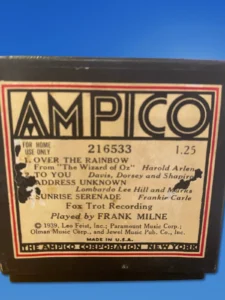 AMPICO
FOR HOME
USE ONLY 216533 1.25
1. OVER THE RAINBOW
From "The Wizard of Oz" Harold Arlen
2. TO YOU Davis, Dorsey and Shapiro
ADDRESS UNKNOWN
Lombardo Lee Hill and Marks
SUNRISE SERENADE Frankie Carle
Fox Trot Recording
Played by FRANK MILNE
© 1939, Leo Feist, Inc; Paramount Music Corp.;
Olman Music Corp., and Jewel Music Pub. Co., Inc.
MADE IN U.S.A.
THE AMPICO CORPORATION, NEW YORK